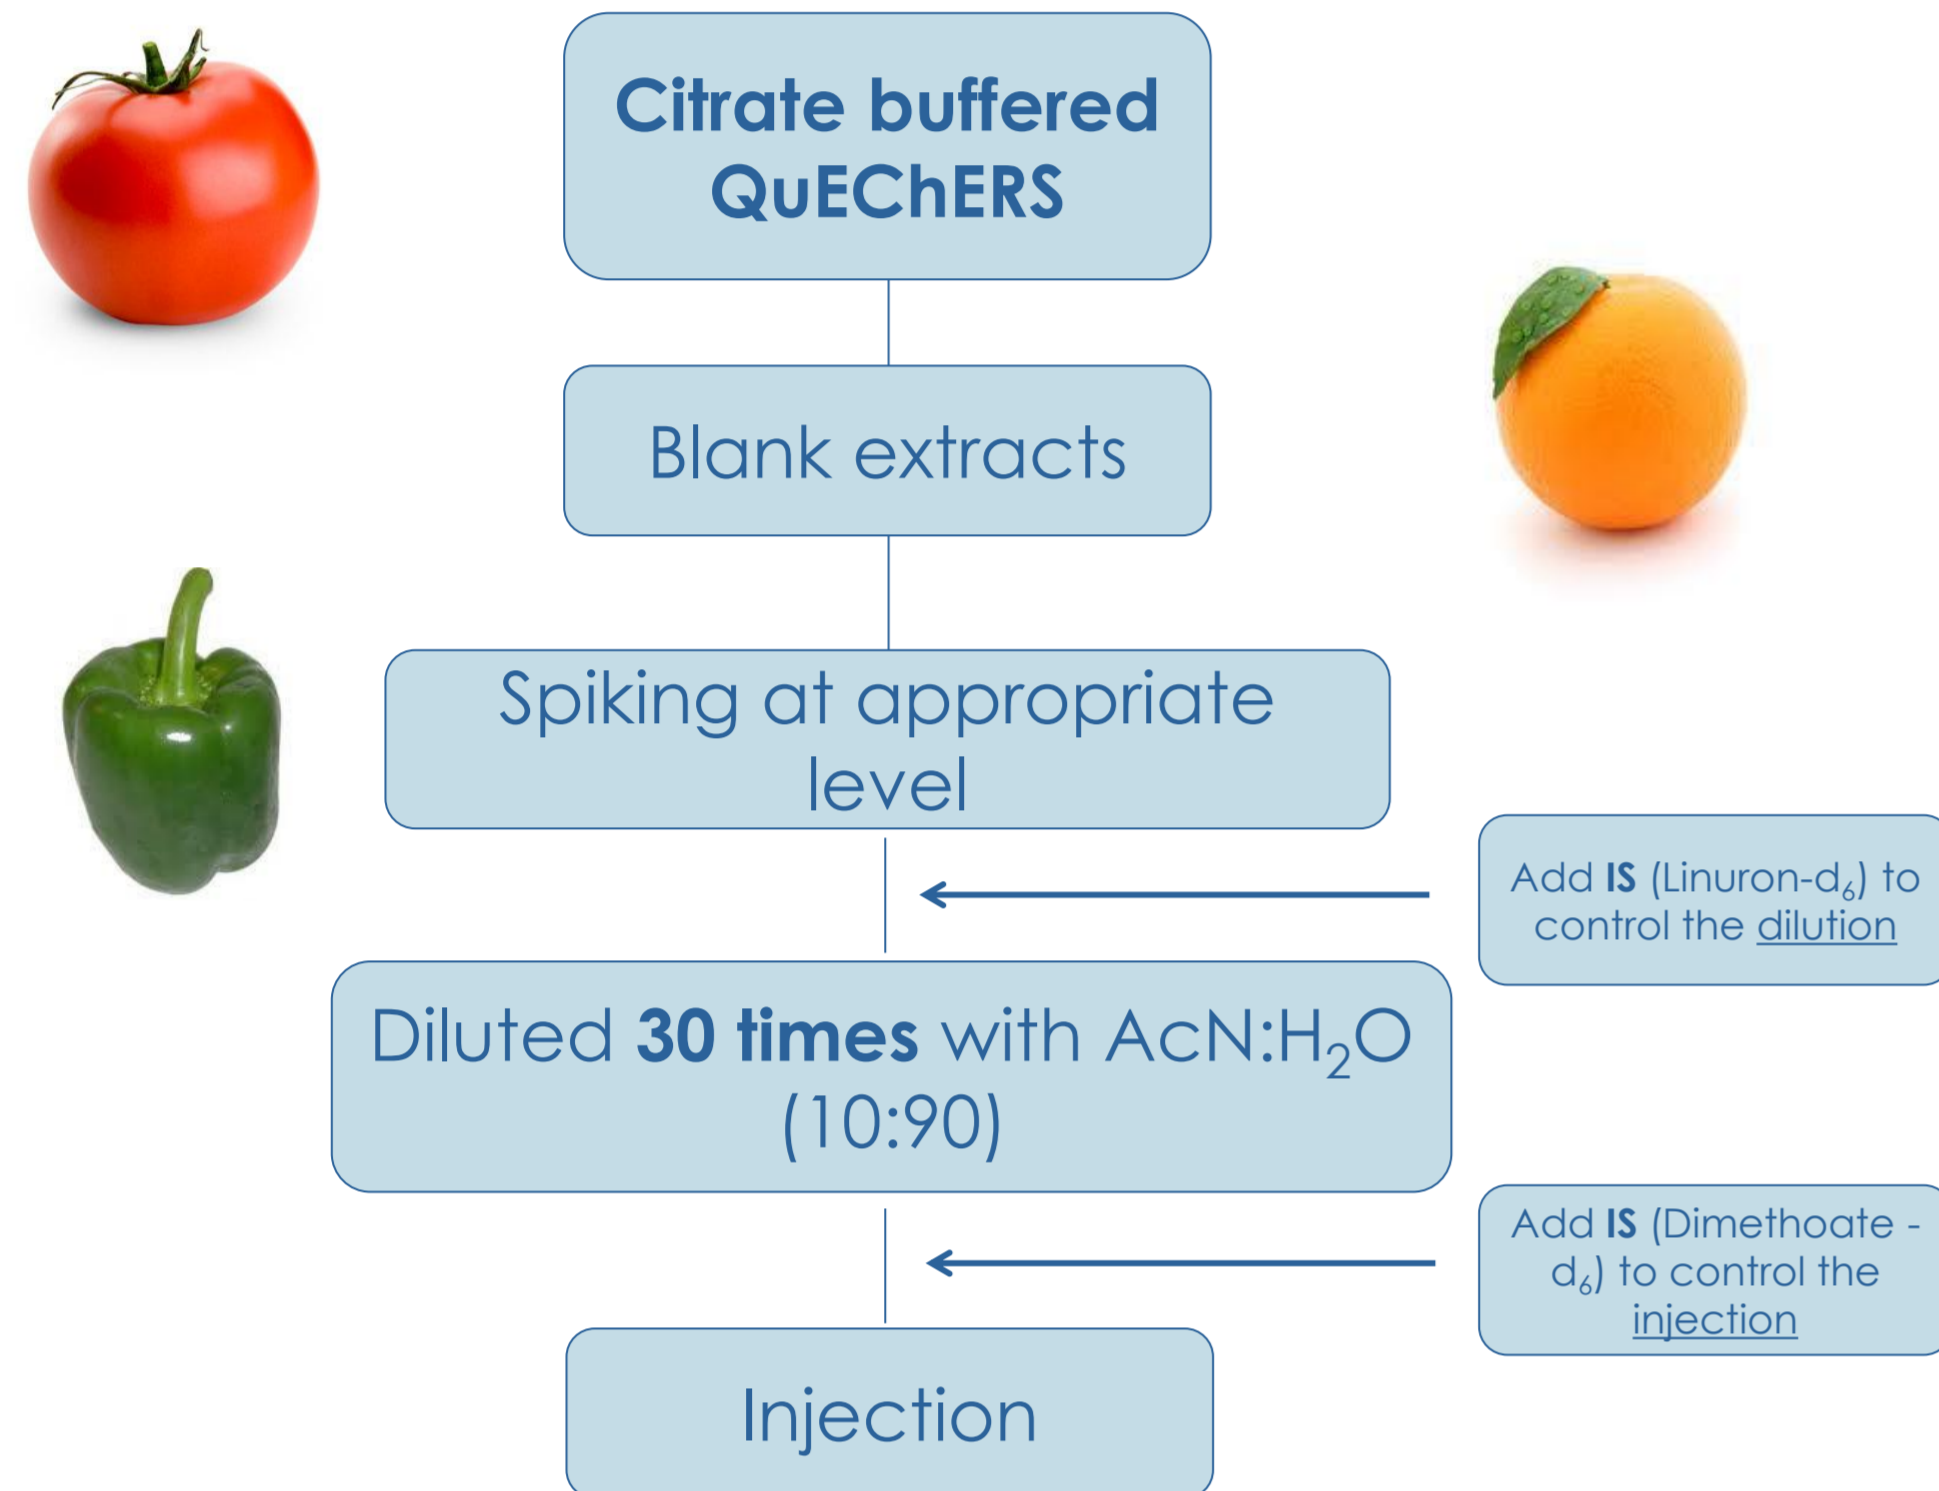 Citrate buffered
QuEChERS
Blank extracts
Spiking at appropriate
level
Add IS (Linuron-d₆) to
control the dilution
Diluted 30 times with AcN:H₂O
(10:90)
Add IS (Dimethoate -
d₆) to control the
injection
Injection